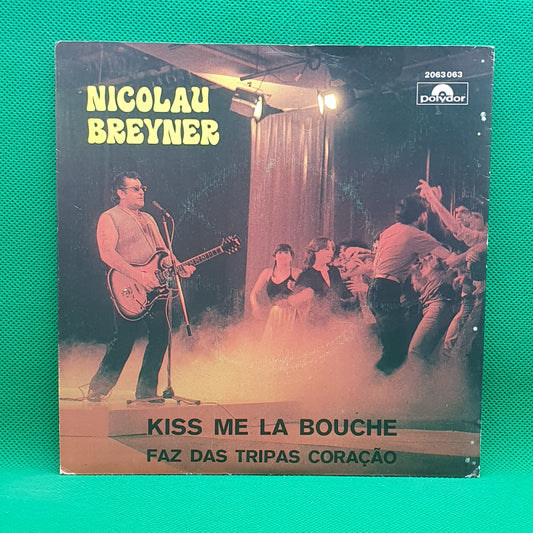 NICOLAU
BREYNER
2063 063
polydor
KISS ME LA BOUCHE
FAZ DAS TRIPAS CORAÇÃO